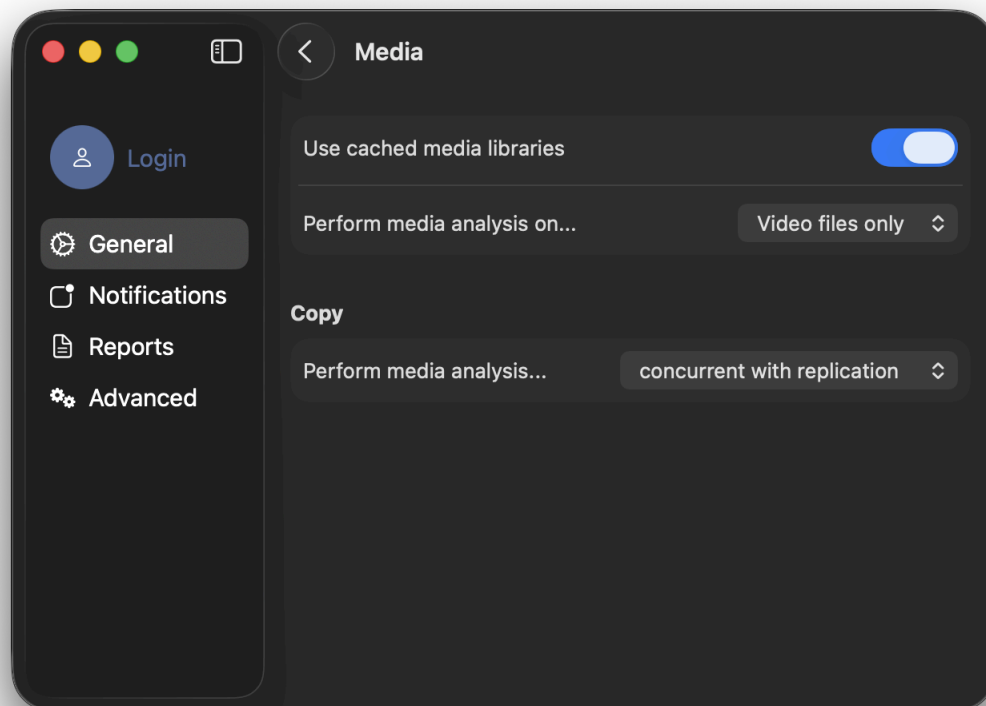 Media
Login
General
Notifications
Reports
Advanced
Use cached media libraries
Perform media analysis on...
Video files only
Copy
Perform media analysis...
concurrent with replication